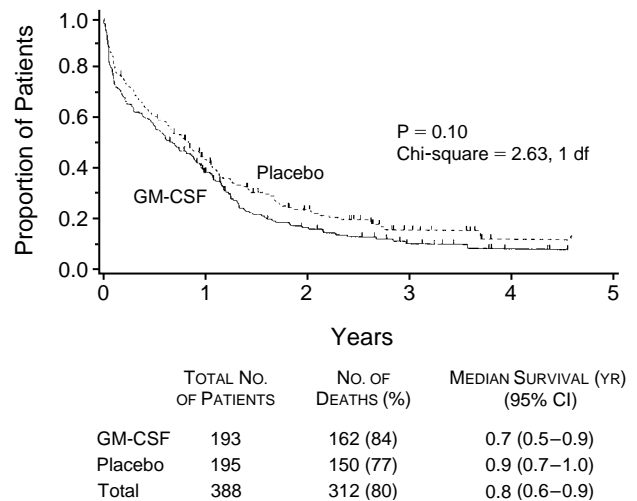 1.0
0.8
0.6
0.4
0.2
0.0
Proportion of Patients
P = 0.10
Chi-square = 2.63, 1 df
Placebo
GM-CSF
0 1 2 3 4 5
Years
TOTAL NO. NO. OF MEDIAN SURVIVAL (YR)
OF PATIENTS DEATHS (%) (95% CI)
GM-CSF 193 162 (84) 0.7 (0.5–0.9)
Placebo 195 150 (77) 0.9 (0.7–1.0)
Total 388 312 (80) 0.8 (0.6–0.9)